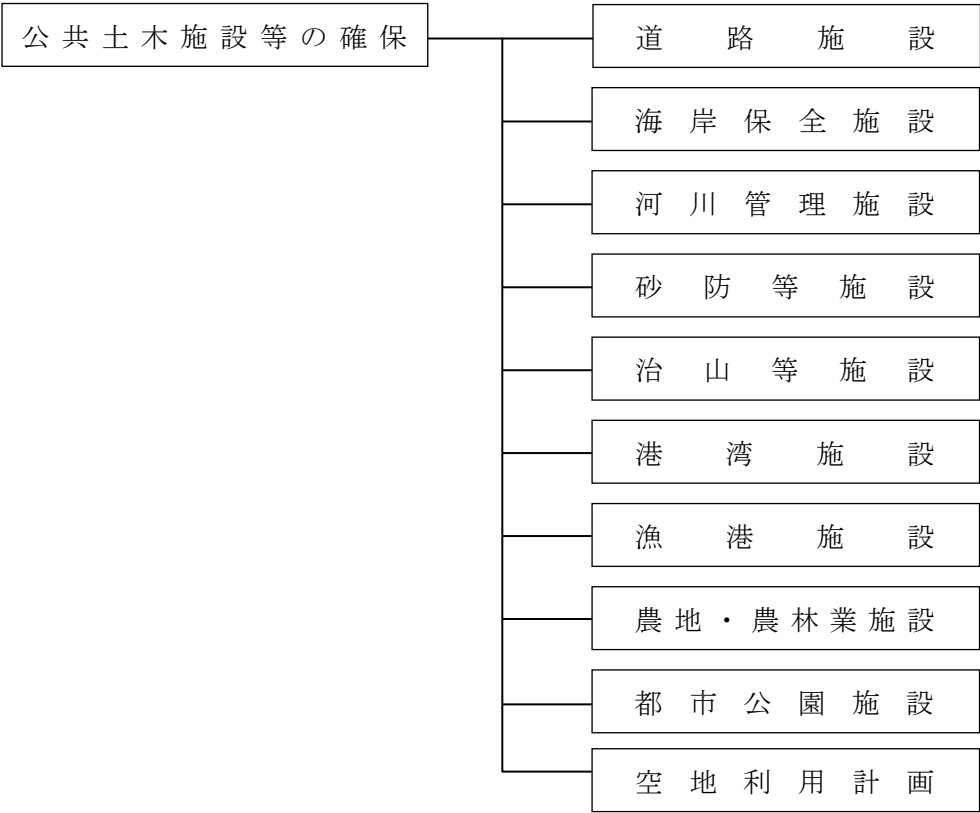 公共土木施設等の確保
道路施設
海岸保全施設
河川管理施設
砂防等施設
治山等施設
港湾施設
漁港施設
農地・農林業施設
都市公園施設
空地利用計画